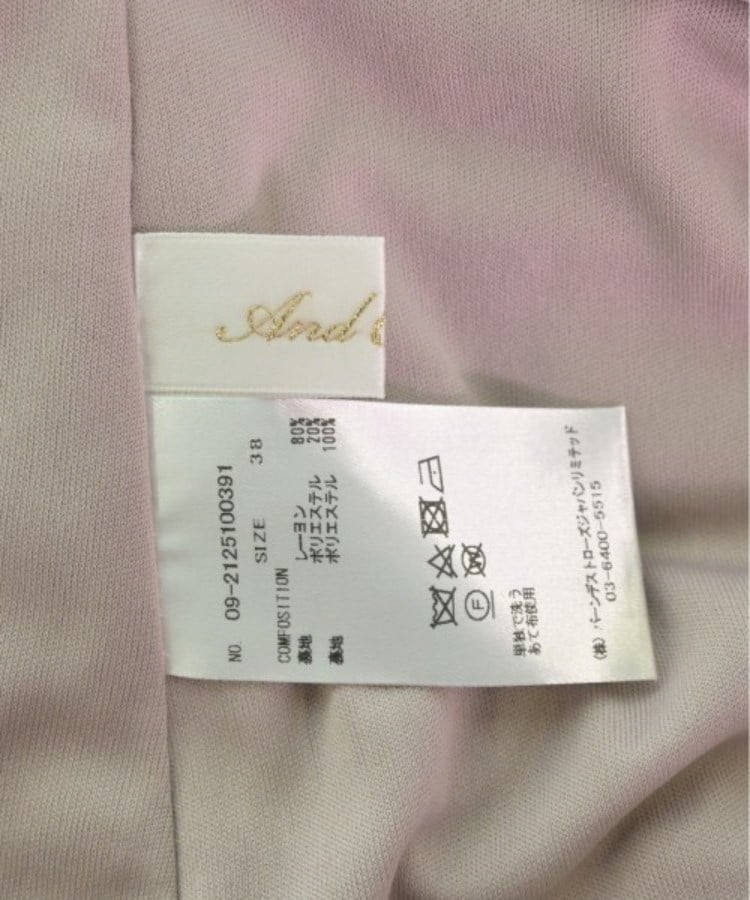 And
NO. 09-2125100391
SIZE 38
COMPOSITION
レーヨン 80%
ポリエステル 20%
裏地 ポリエステル 100%
F
単独で洗う
あて布使用
(株) バーンデストローズジャパンリミテッド
03-6400-5515